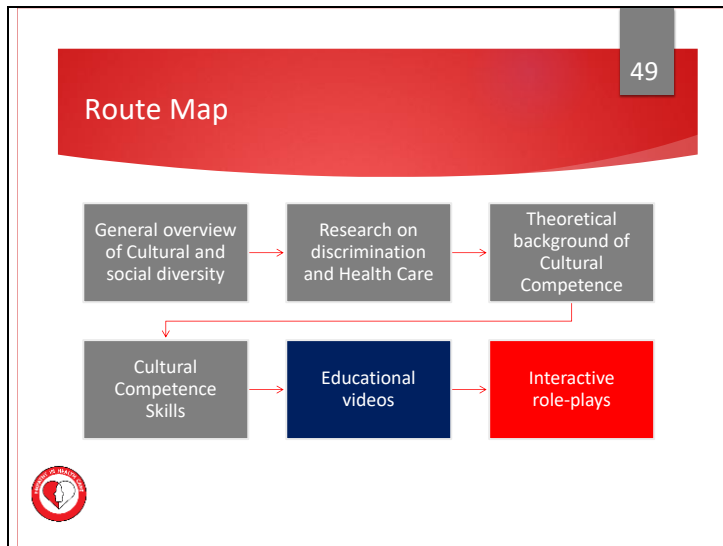 49
Route Map
General overview
of Cultural and
social diversity
Research on
discrimination
and Health Care
Theoretical
background of
Cultural
Competence
Cultural
Competence
Skills
Educational
videos
Interactive
role-plays